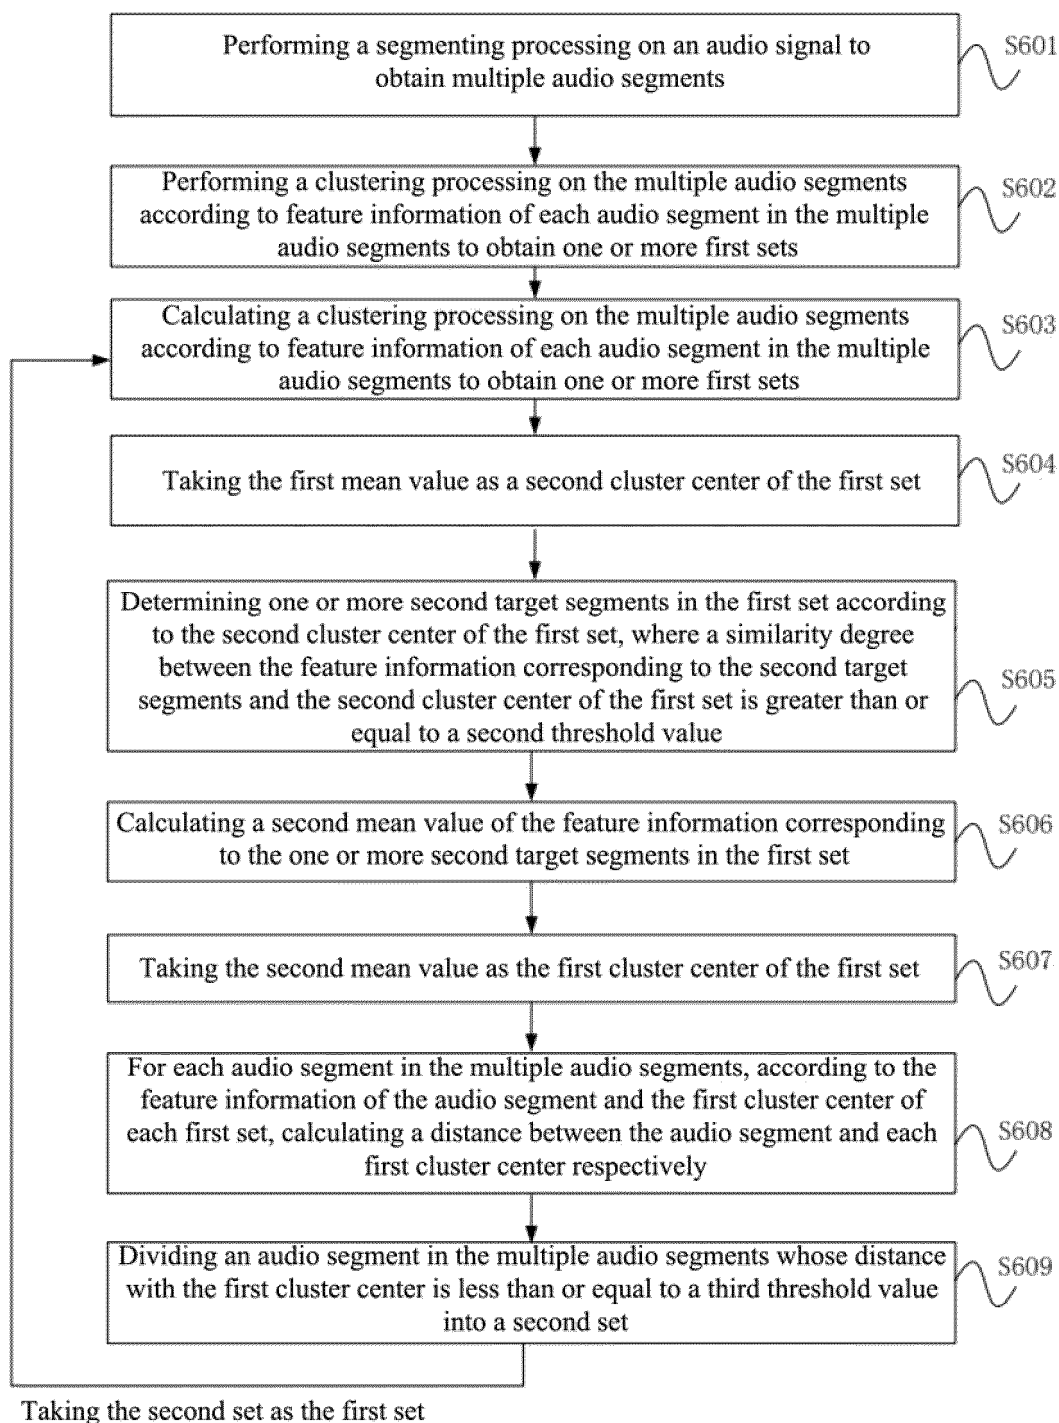 Performing a segmenting processing on an audio signal to
obtain multiple audio segments
S601
Performing a clustering processing on the multiple audio segments
according to feature information of each audio segment in the multiple
audio segments to obtain one or more first sets
S602
Calculating a clustering processing on the multiple audio segments
according to feature information of each audio segment in the multiple
audio segments to obtain one or more first sets
S603
Taking the first mean value as a second cluster center of the first set
S604
Determining one or more second target segments in the first set according
to the second cluster center of the first set, where a similarity degree
between the feature information corresponding to the second target
segments and the second cluster center of the first set is greater than or
equal to a second threshold value
S605
Calculating a second mean value of the feature information corresponding
to the one or more second target segments in the first set
S606
Taking the second mean value as the first cluster center of the first set
S607
For each audio segment in the multiple audio segments, according to the
feature information of the audio segment and the first cluster center of
each first set, calculating a distance between the audio segment and each
first cluster center respectively
S608
Dividing an audio segment in the multiple audio segments whose distance
with the first cluster center is less than or equal to a third threshold value
into a second set
S609
Taking the second set as the first set